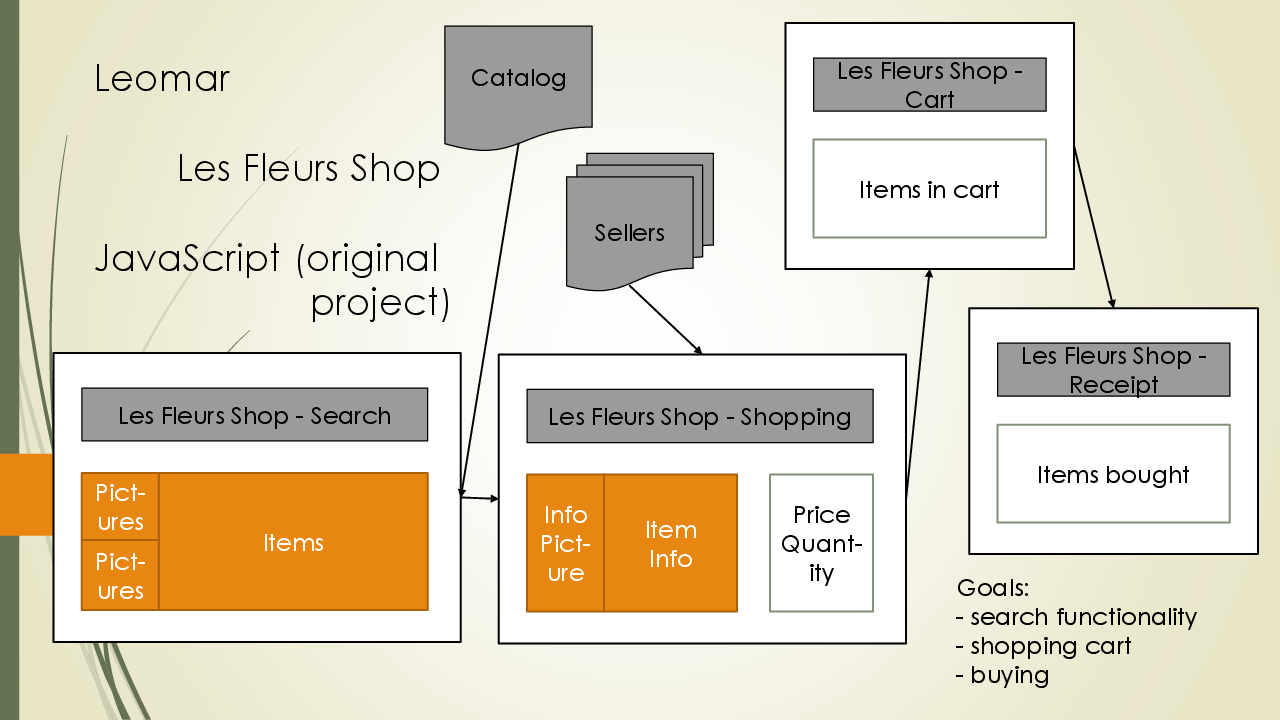 Leomar
Les Fleurs Shop
JavaScript (original
project)
Catalog
Sellers
Les Fleurs Shop -
Cart
Items in cart
Les Fleurs Shop -
Receipt
Items bought
Les Fleurs Shop - Search
Pict-
ures
Pict-
ures
Items
Les Fleurs Shop - Shopping
Info
Pict-
ure
Item
Info
Price
Quant-
ity
Goals:
- search functionality
- shopping cart
- buying